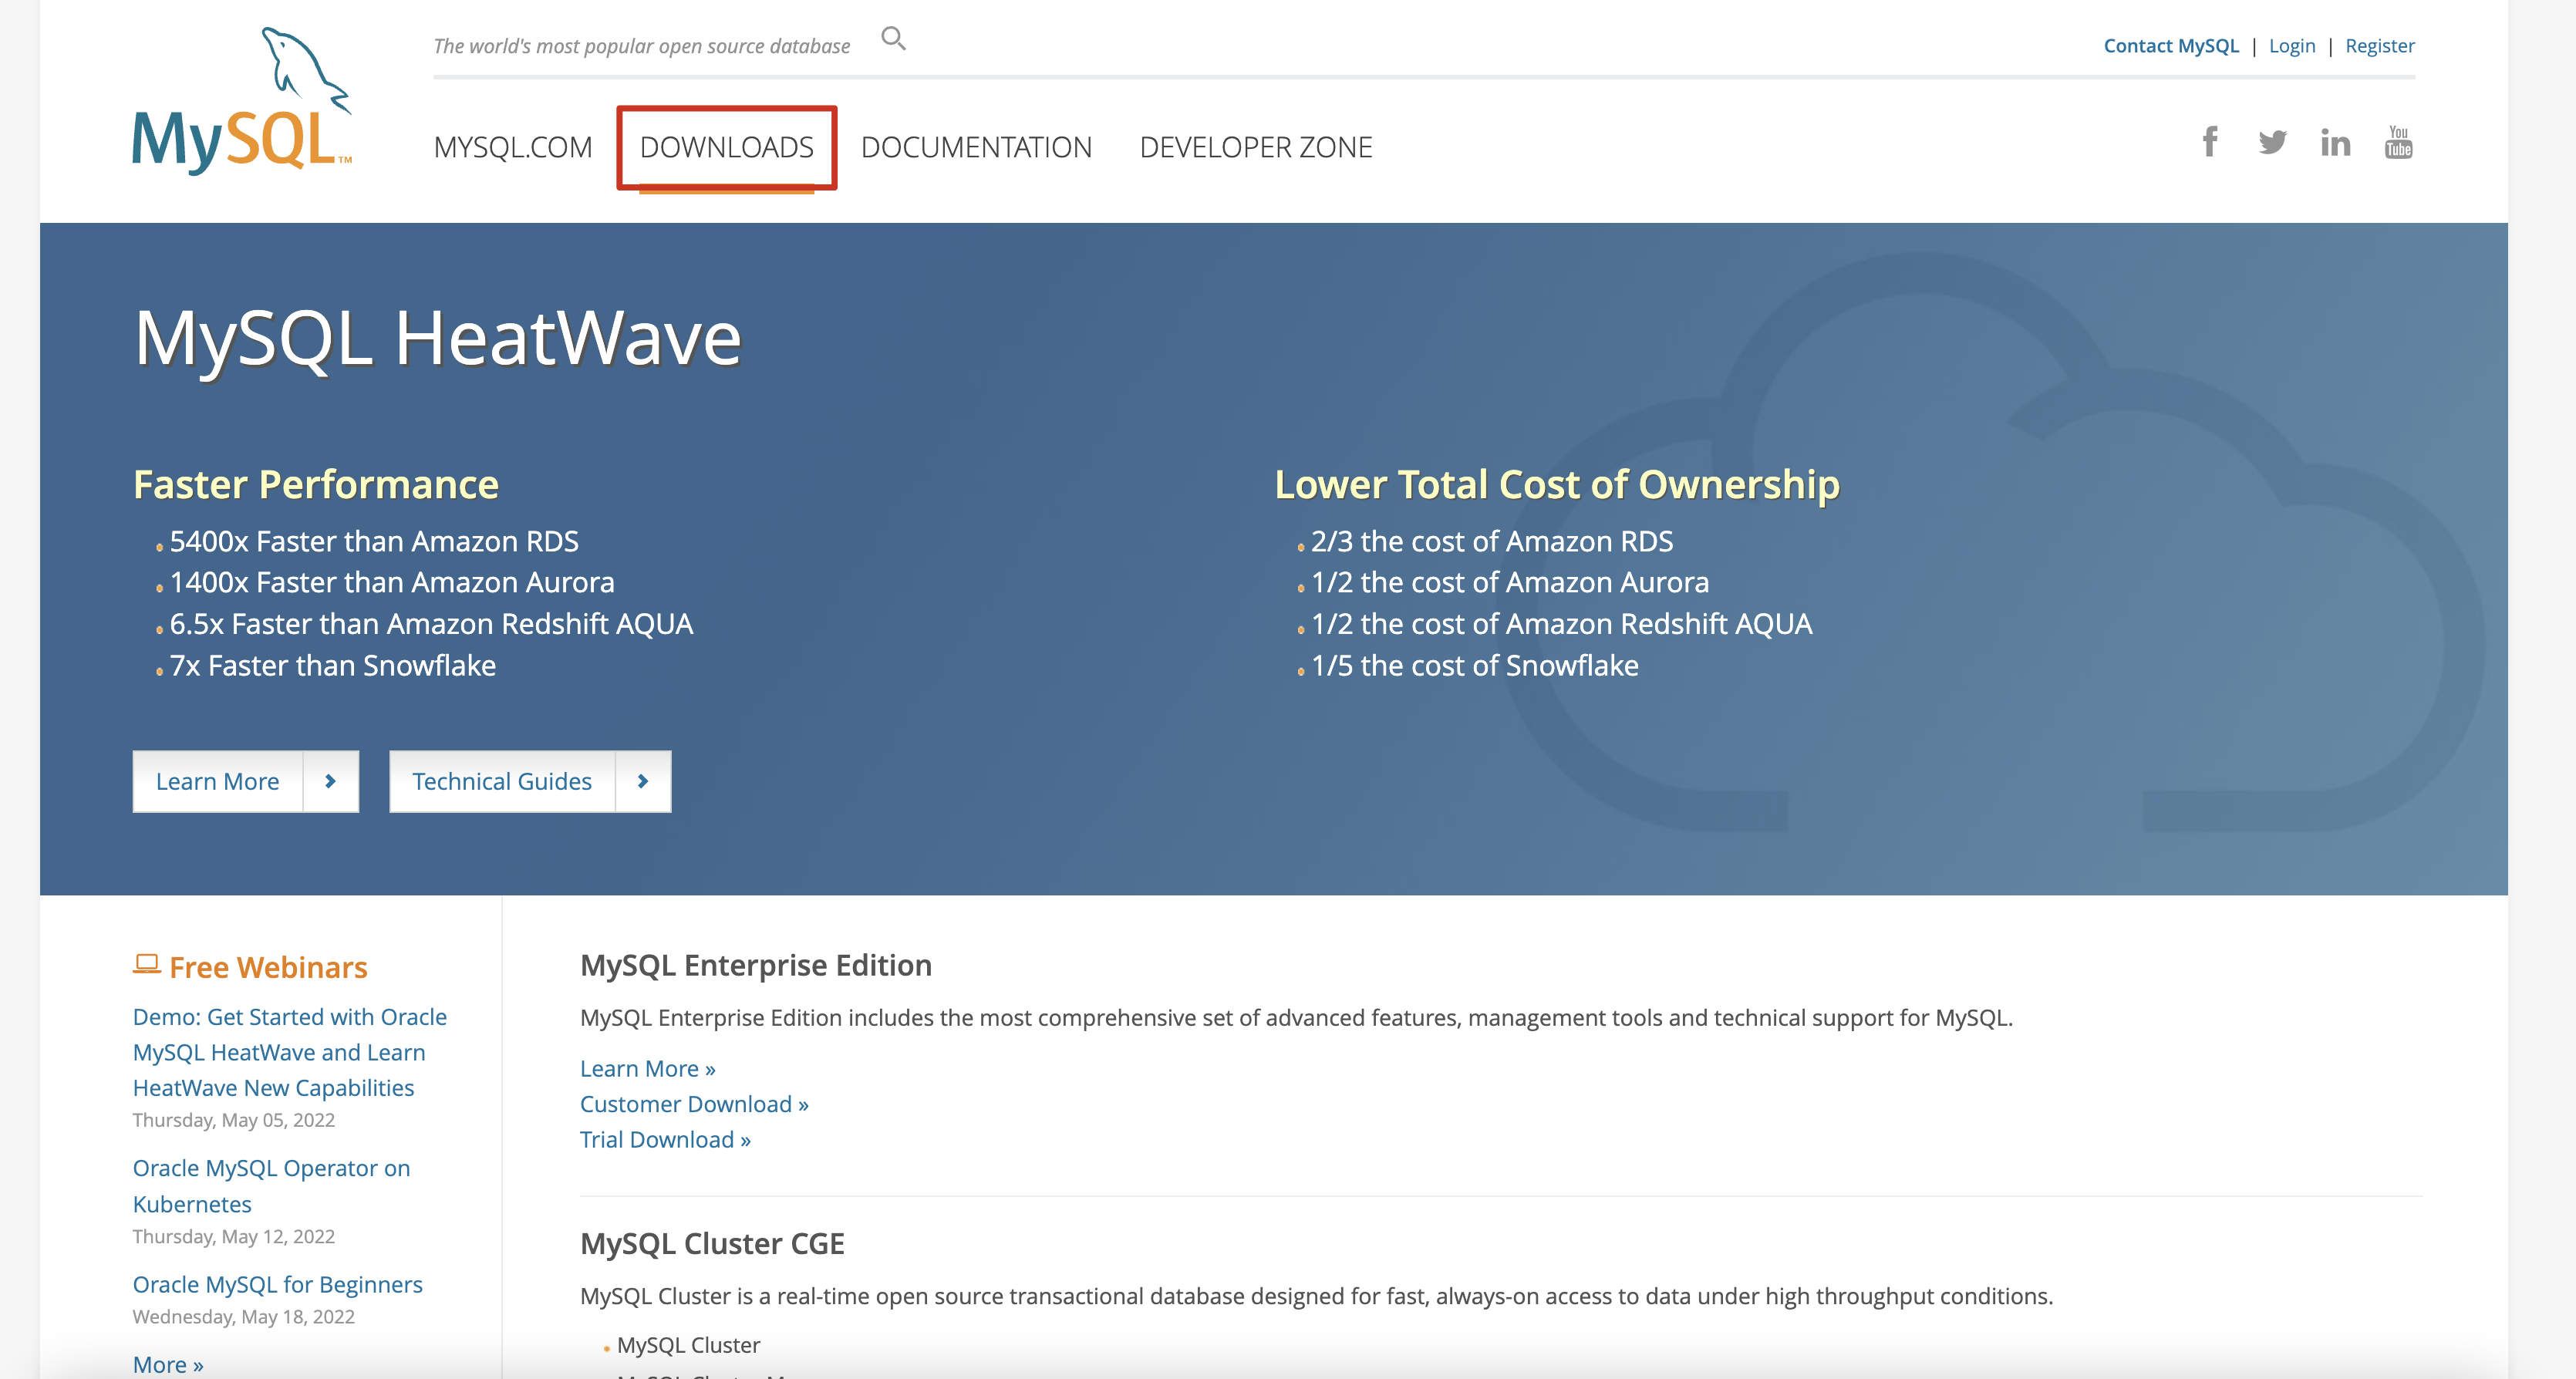 The world's most popular open source database
Contact MySQL | Login | Register
MySQL™
MYSQL.COM DOWNLOADS DOCUMENTATION DEVELOPER ZONE
You
Tube
MySQL HeatWave
Faster Performance
5400x Faster than Amazon RDS
1400x Faster than Amazon Aurora
6.5x Faster than Amazon Redshift AQUA
7x Faster than Snowflake
Lower Total Cost of Ownership
2/3 the cost of Amazon RDS
1/2 the cost of Amazon Aurora
1/2 the cost of Amazon Redshift AQUA
1/5 the cost of Snowflake
Learn More
Technical Guides
Free Webinars
Demo: Get Started with Oracle
MySQL HeatWave and Learn
HeatWave New Capabilities
Thursday, May 05, 2022
Oracle MySQL Operator on
Kubernetes
Thursday, May 12, 2022
Oracle MySQL for Beginners
Wednesday, May 18, 2022
More »
MySQL Enterprise Edition
MySQL Enterprise Edition includes the most comprehensive set of advanced features, management tools and technical support for MySQL.
Learn More »
Customer Download »
Trial Download »
MySQL Cluster CGE
MySQL Cluster is a real-time open source transactional database designed for fast, always-on access to data under high throughput conditions.
MySQL Cluster